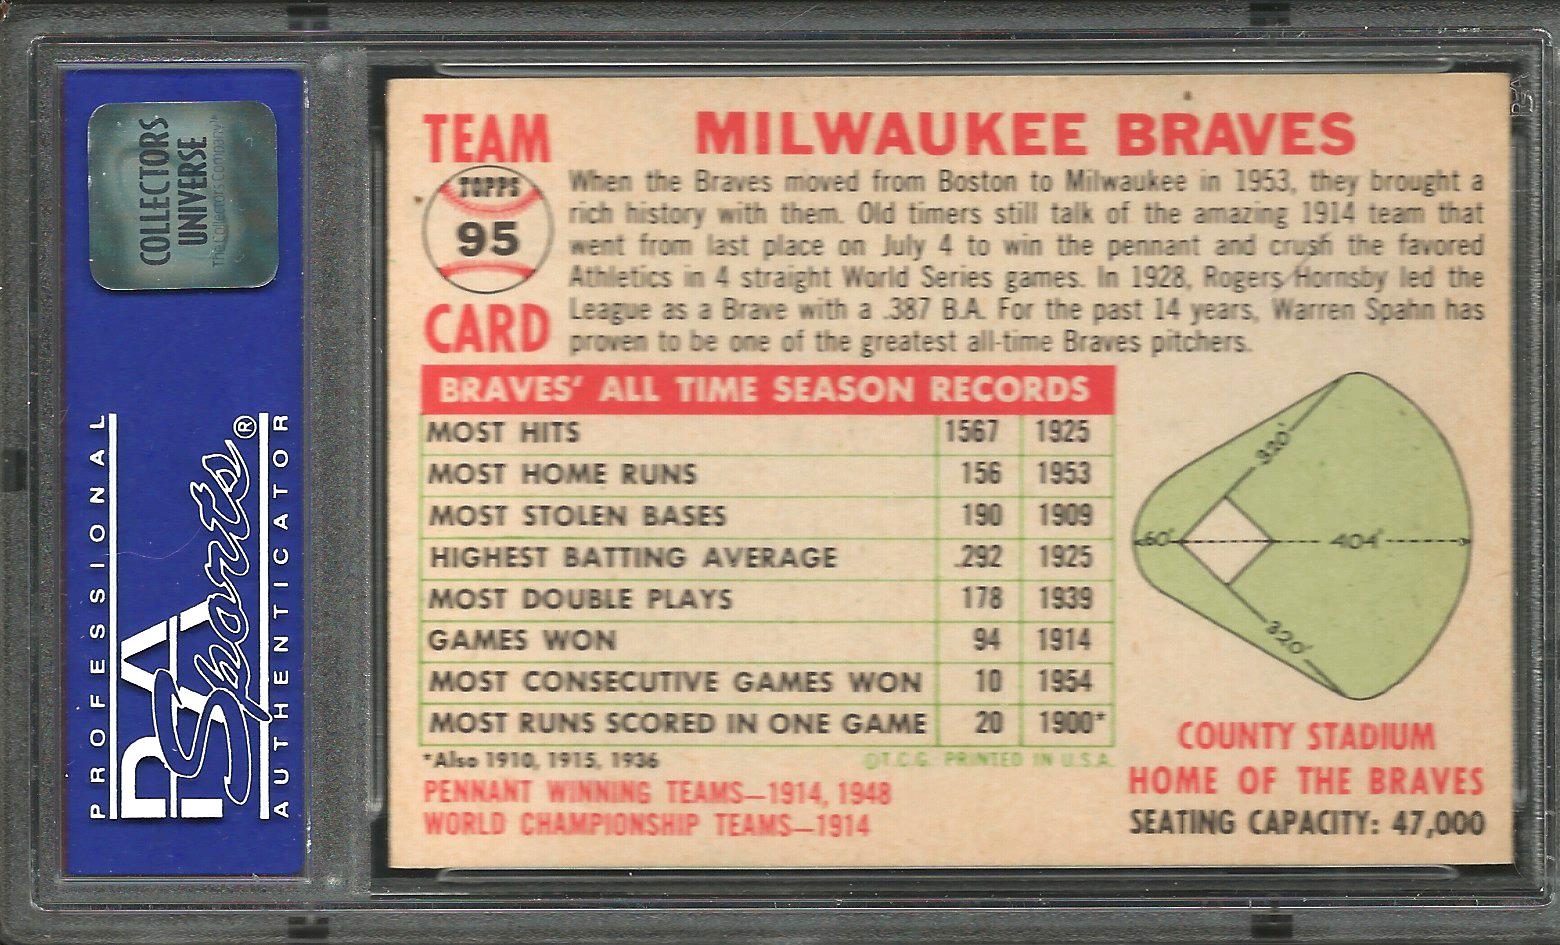 COLLECTORS
UNIVERSE
The Collector's Company™
PROFESSIONAL
PSA
Sports®
AUTHENTICATOR
TEAM
TOPPS
95
CARD
MILWAUKEE BRAVES
When the Braves moved from Boston to Milwaukee in 1953, they brought a
rich history with them. Old timers still talk of the amazing 1914 team that
went from last place on July 4 to win the pennant and crush the favored
Athletics in 4 straight World Series games. In 1928, Rogers Hornsby led the
League as a Brave with a .387 B.A. For the past 14 years, Warren Spahn has
proven to be one of the greatest all-time Braves pitchers.
BRAVES' ALL TIME SEASON RECORDS
MOST HITS 1567 1925
MOST HOME RUNS 156 1953
MOST STOLEN BASES 190 1909
HIGHEST BATTING AVERAGE .292 1925
MOST DOUBLE PLAYS 178 1939
GAMES WON 94 1914
MOST CONSECUTIVE GAMES WON 10 1954
MOST RUNS SCORED IN ONE GAME 20 1900*
*Also 1910, 1915, 1936
©T.C.G. PRINTED IN U.S.A.
PENNANT WINNING TEAMS—1914, 1948
WORLD CHAMPIONSHIP TEAMS—1914
320'
60'
404'
320'
COUNTY STADIUM
HOME OF THE BRAVES
SEATING CAPACITY: 47,000